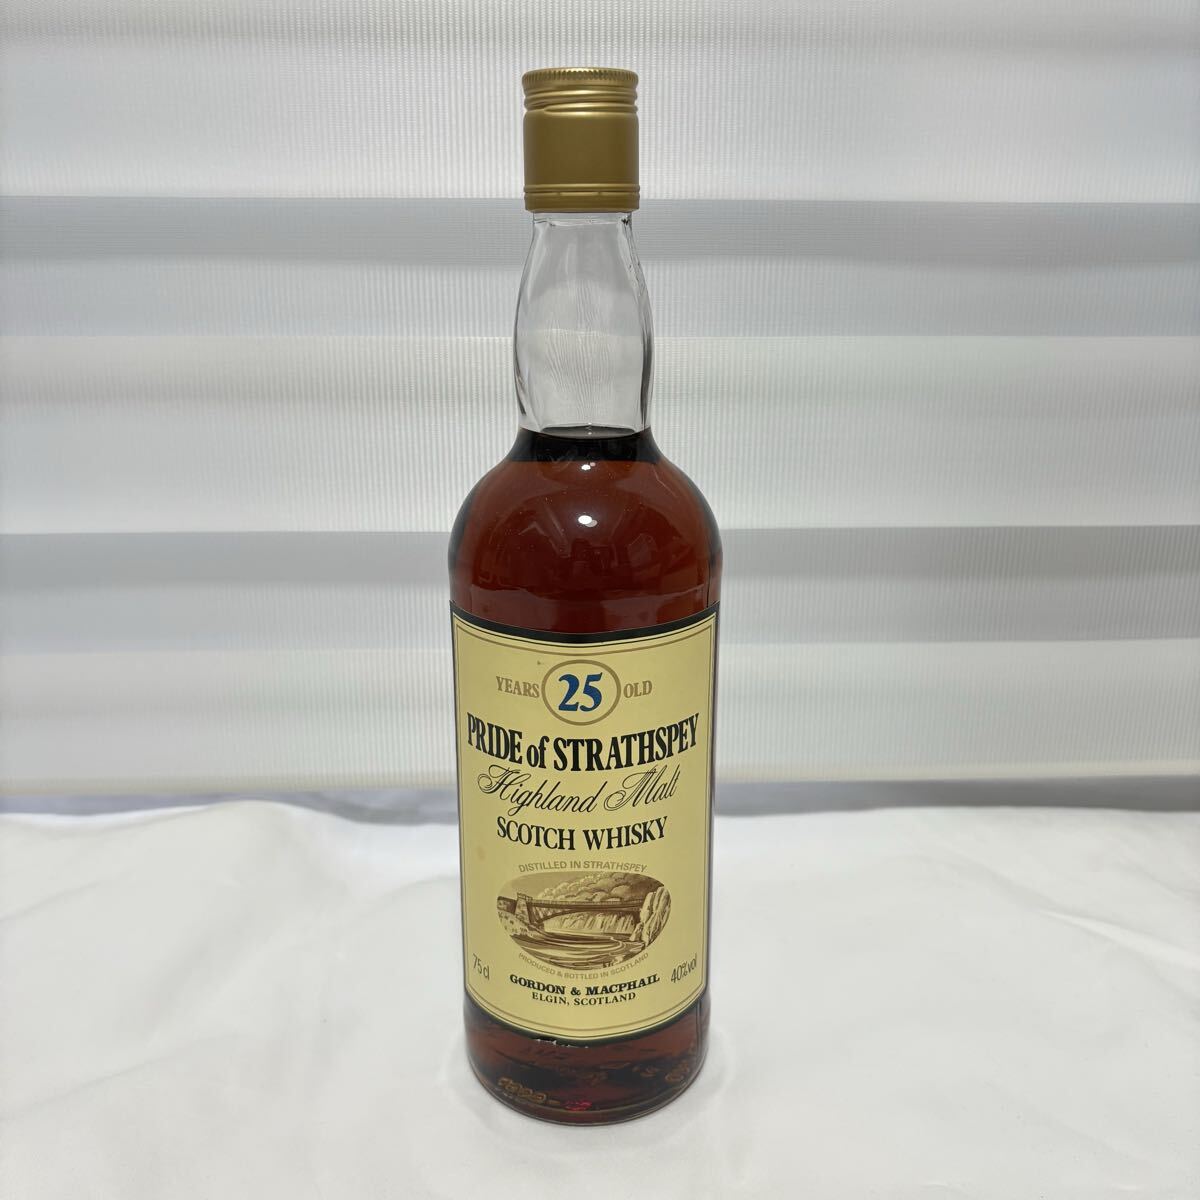 YEARS 25 OLD
PRIDE of STRATHSPEY
Highland Malt
SCOTCH WHISKY
DISTILLED IN STRATHSPEY
PRODUCED & BOTTLED IN SCOTLAND
75cl
40%vol
GORDON & MACPHAIL
ELGIN, SCOTLAND